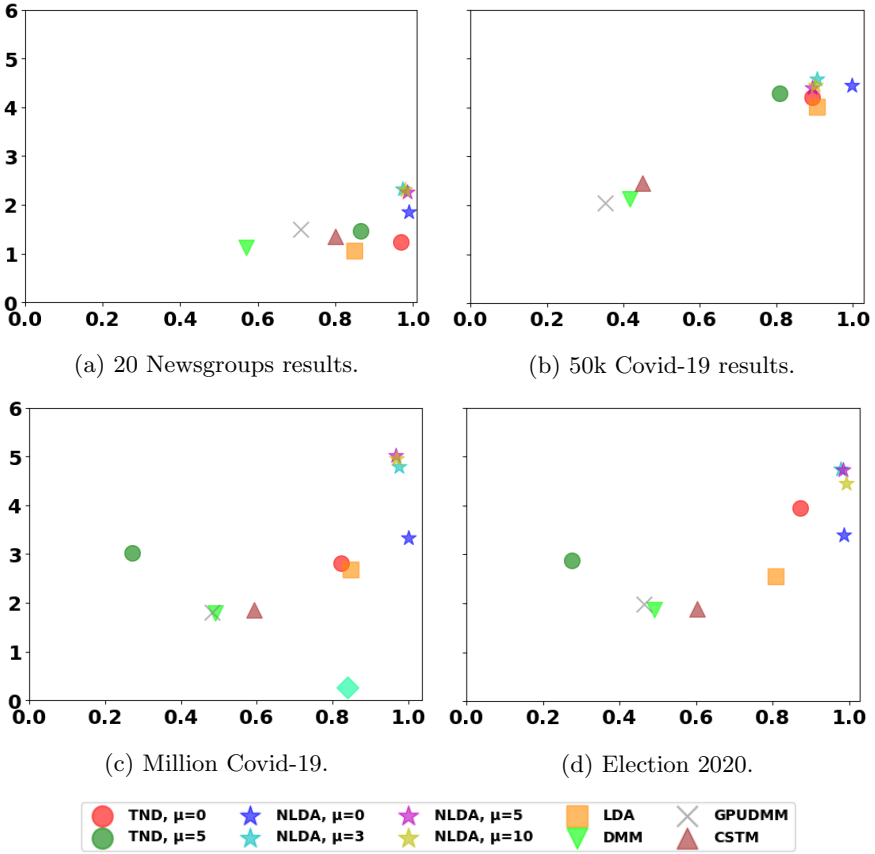 6
5
4
3
2
1
0
0.0 0.2 0.4 0.6 0.8 1.0
0.0 0.2 0.4 0.6 0.8 1.0
(a) 20 Newsgroups results.
(b) 50k Covid-19 results.
6
5
4
3
2
1
0
0.0 0.2 0.4 0.6 0.8 1.0
0.0 0.2 0.4 0.6 0.8 1.0
(c) Million Covid-19.
(d) Election 2020.
TND, μ=0 NLDA, μ=0 NLDA, μ=5 LDA GPUDMM
TND, μ=5 NLDA, μ=3 NLDA, μ=10 DMM CSTM